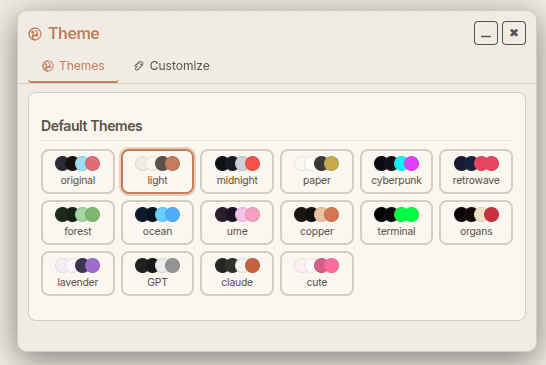 Theme
Themes Customize
Default Themes
original light midnight paper cyberpunk retrowave
forest ocean ume copper terminal organs
lavender GPT claude cute